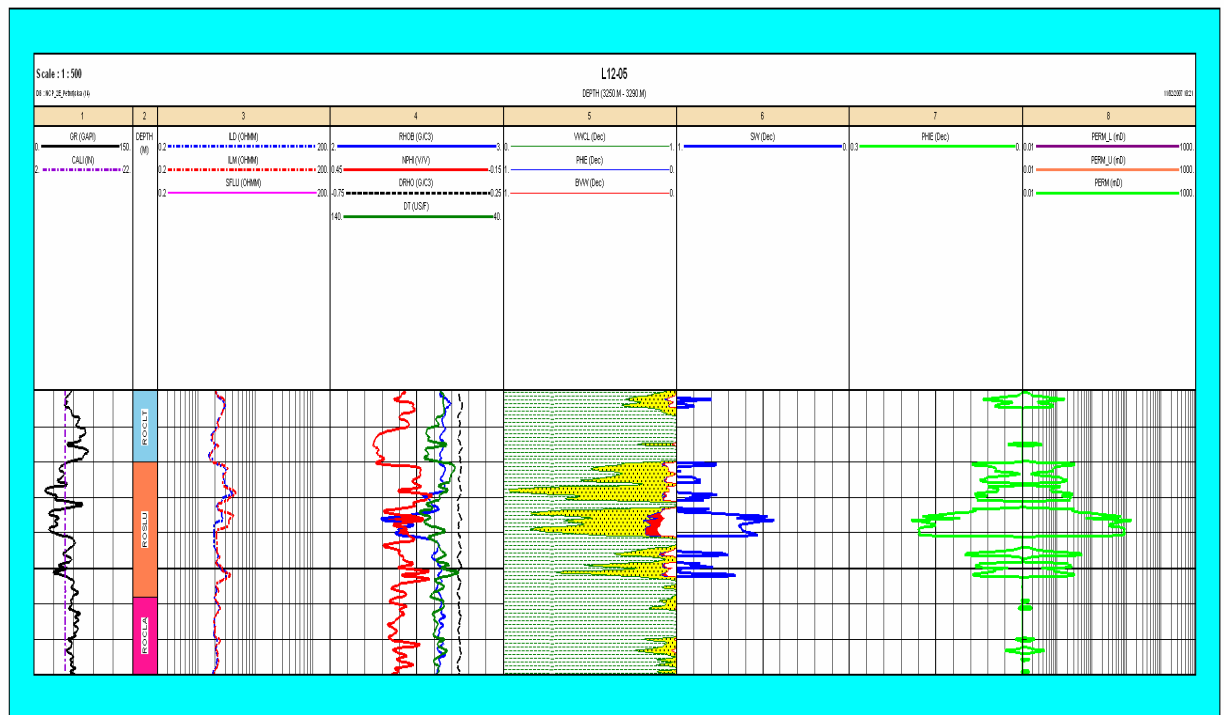 Scale : 1 : 500
L12-05
DEPTH (3250.M - 3290.M)
1 2 3 4 5 6 7 8
GR (GAPI)
0. 150.
CALI (IN)
2. 22.
DEPTH
(M)
ILD (OHMM)
0.2 200.
ILM (OHMM)
0.2 200.
SFLU (OHMM)
0.2 200.
RHOB (G/C3)
2. 3.
NPHI (V/V)
0.45 -0.15
DRHO (G/C3)
-0.75 0.25
DT (US/F)
140. 40.
VWCL (Dec)
0. 1.
PHIE (Dec)
1. 0.
BVW (Dec)
1. 0.
SW (Dec)
1. 0.
PHIE (Dec)
0.3 0.
PERM_L (mD)
0.01 1000.
PERM_U (mD)
0.01 1000.
PERM (mD)
0.01 1000.
ROCLT
ROSLU
ROCLA